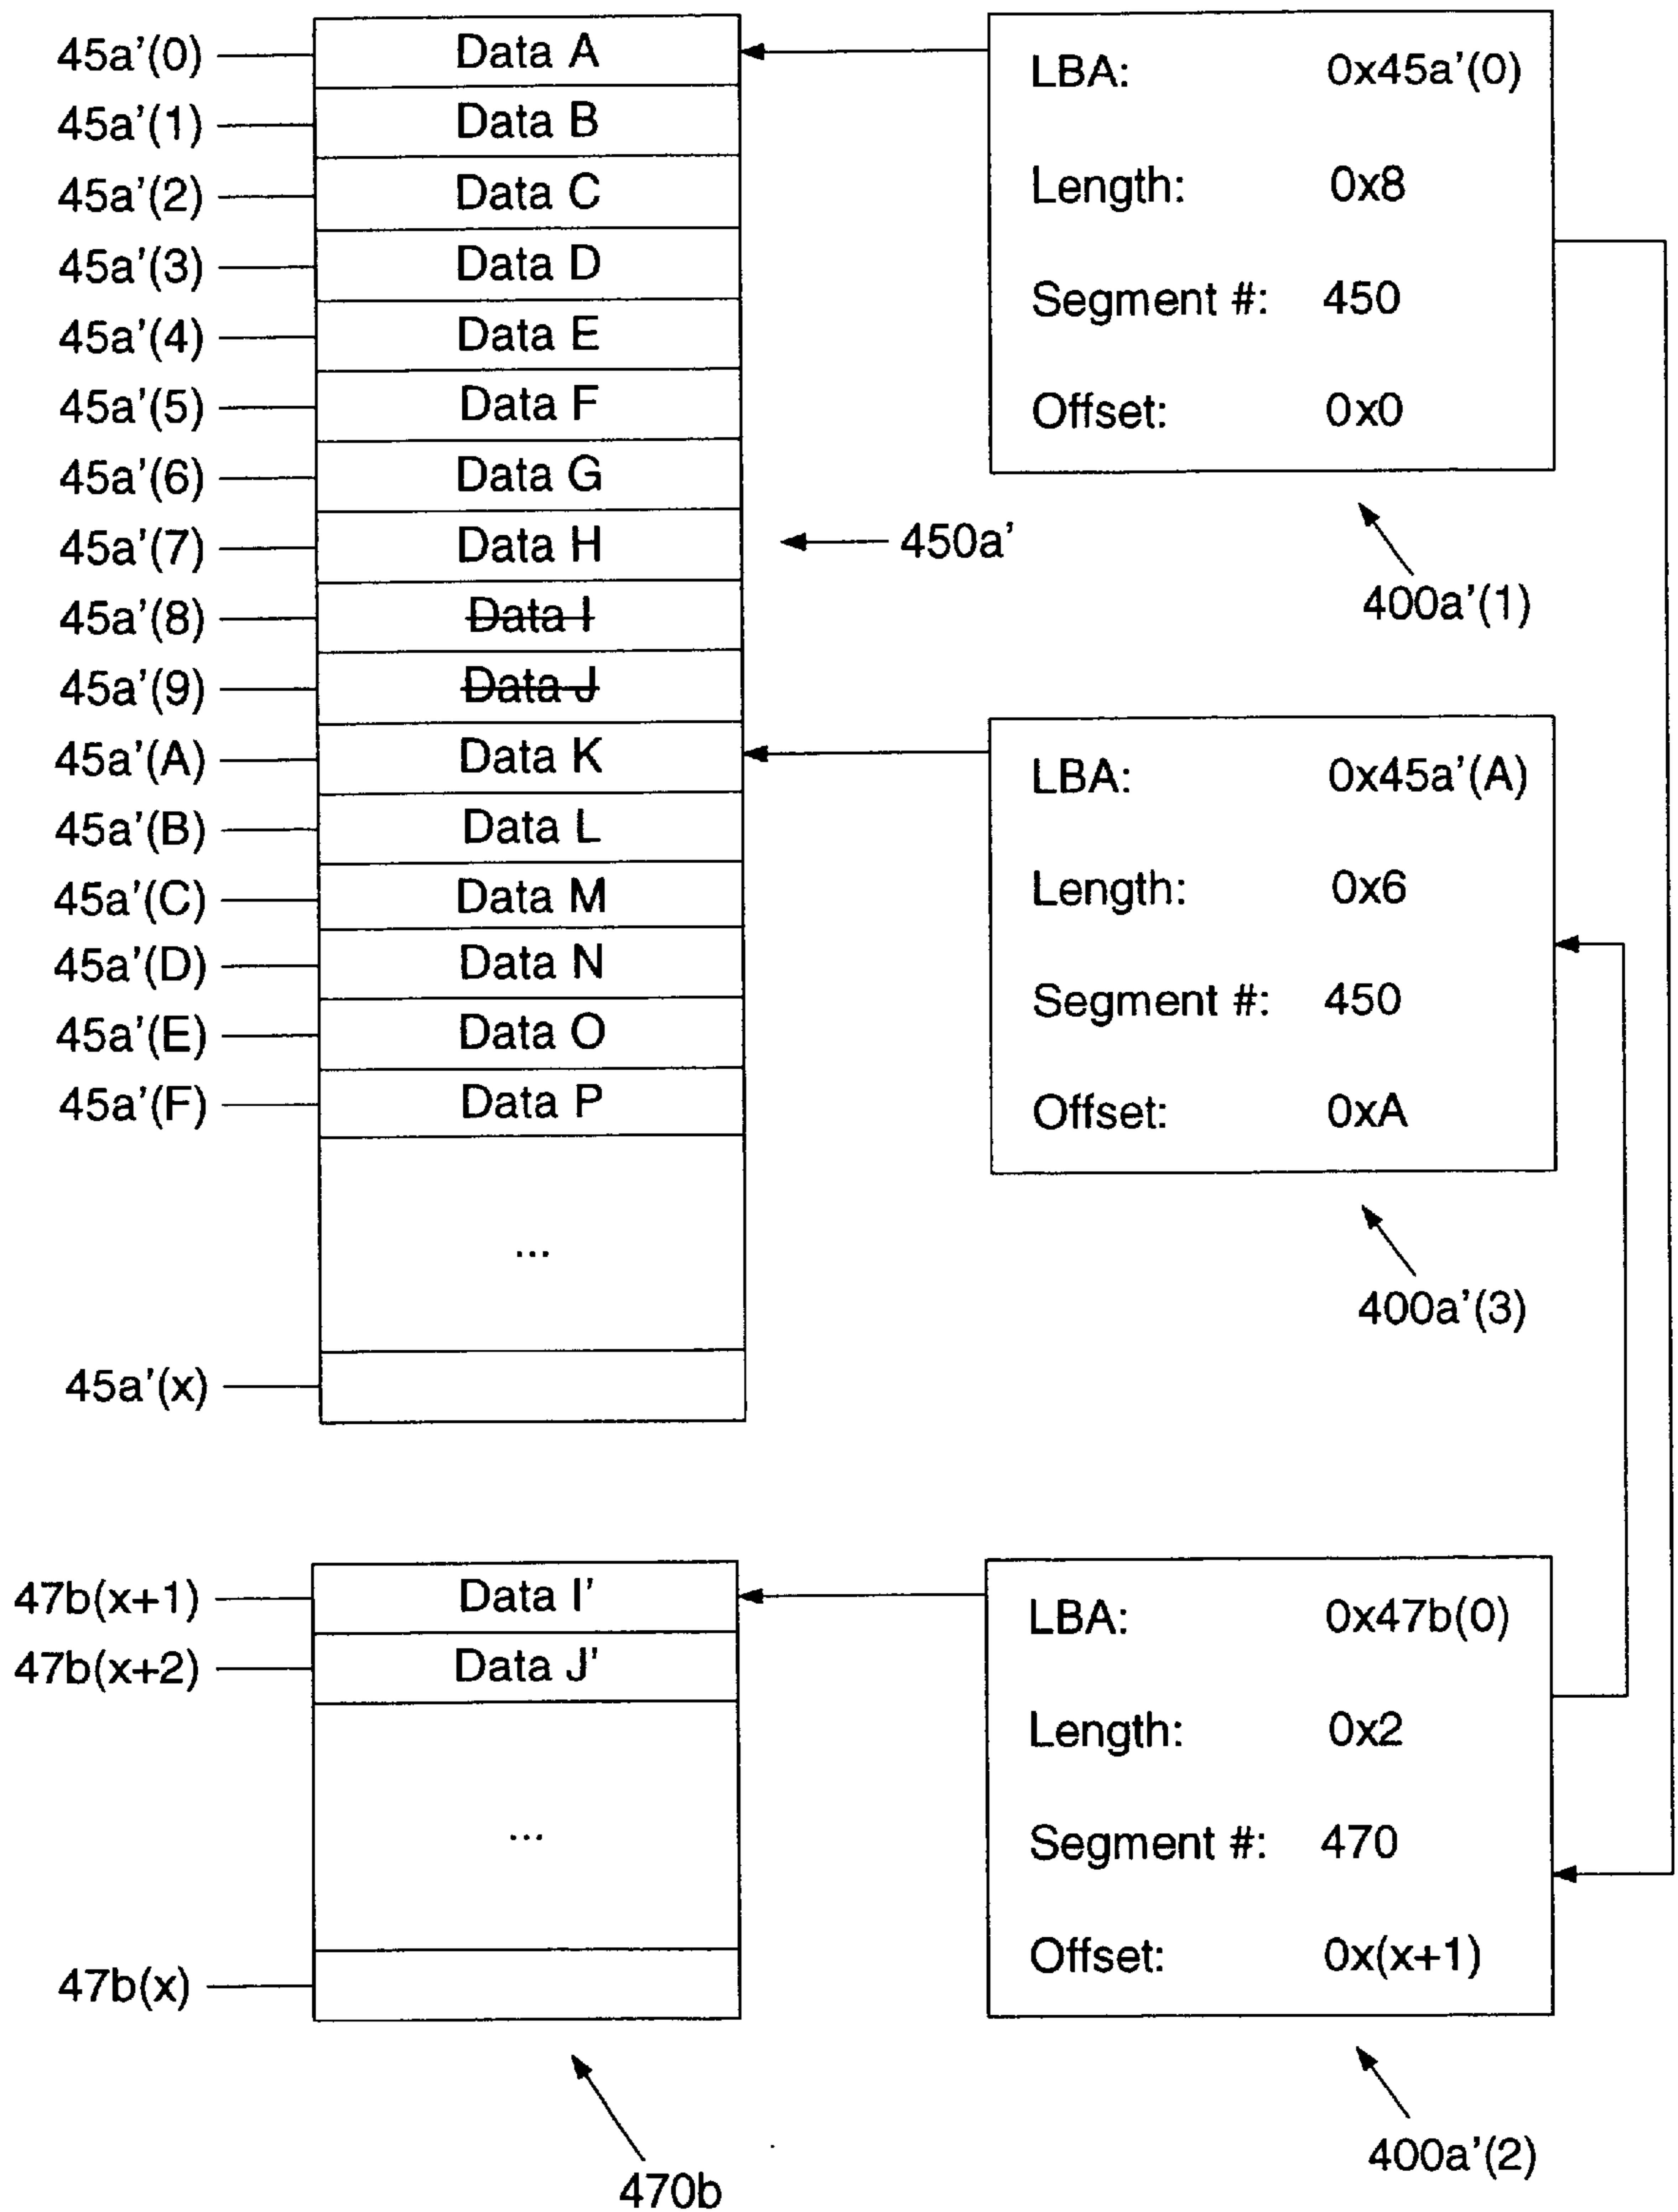 45a'(0) Data A
45a'(1) Data B
45a'(2) Data C
45a'(3) Data D
45a'(4) Data E
45a'(5) Data F
45a'(6) Data G
45a'(7) Data H
45a'(8) Data I
45a'(9) Data J
45a'(A) Data K
45a'(B) Data L
45a'(C) Data M
45a'(D) Data N
45a'(E) Data O
45a'(F) Data P
...
45a'(x)
450a'
LBA: 0x45a'(0)
Length: 0x8
Segment #: 450
Offset: 0x0
400a'(1)
LBA: 0x45a'(A)
Length: 0x6
Segment #: 450
Offset: 0xA
400a'(3)
47b(x+1) Data I'
47b(x+2) Data J'
...
47b(x)
470b
LBA: 0x47b(0)
Length: 0x2
Segment #: 470
Offset: 0x(x+1)
400a'(2)